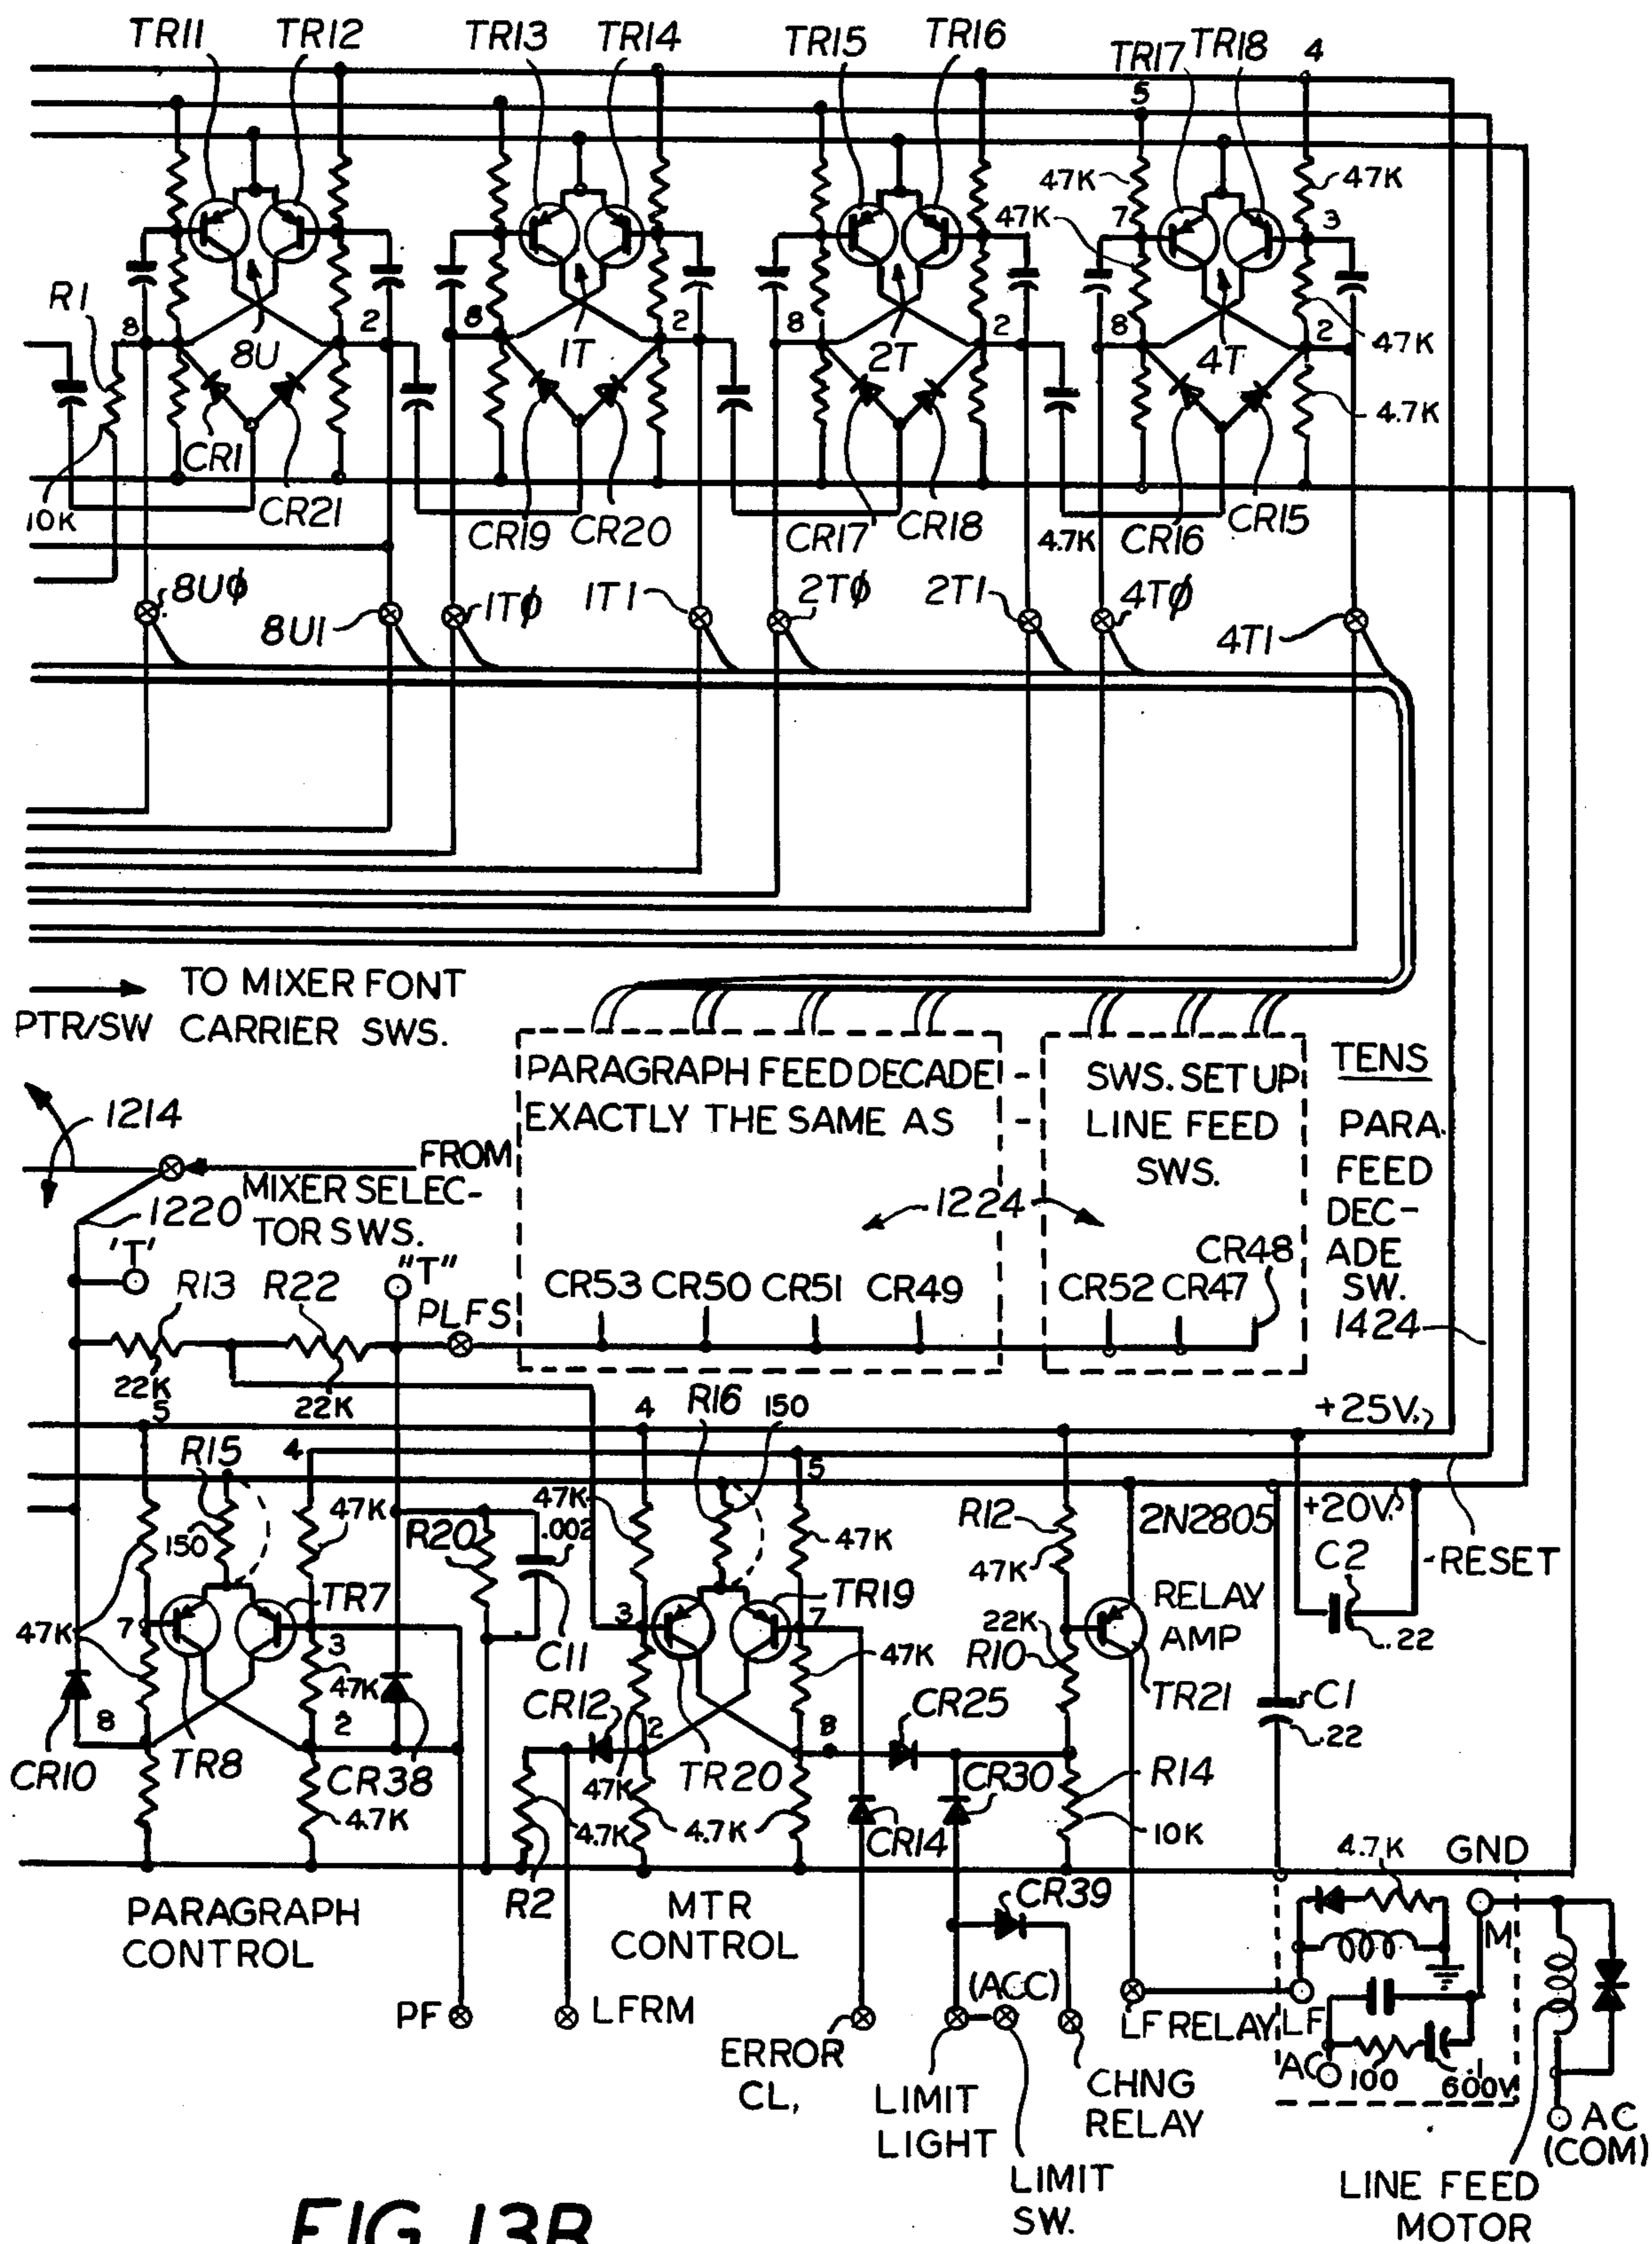 TR11 TR12 TR13 TR14 TR15 TR16 TR17 TR18 4
5
47K 47K
47K 7 3
R1
8 2 8 2 8 2 8 2
8U 1T 2T 4T 47K
4.7K
CR1
10K CR21 CR19 CR20 CR17 CR18 4.7K CR16 CR15
8UΦ 8U1 1TΦ 1T1 2TΦ 2T1 4TΦ 4T1
TO MIXER FONT
PTR/SW CARRIER SWS.
PARAGRAPH FEED DECADE - SWS. SET UP
EXACTLY THE SAME AS - LINE FEED
SWS.
TENS
PARA.
FEED
DEC-
ADE
SW.
1424
1214
FROM
MIXER SELEC-
TOR SWS.
1220
1224
'T' R13 R22 "T"
PLFS
CR53 CR50 CR51 CR49 CR52 CR47 CR48
22K 22K
5 R15 4 4 R16 150 5
+25V.
150 47K R20 .002 47K 47K
R12 47K 2N2805 +20V.
C2 RESET
.22
47K 7 TR7 3 C11 3 TR19 7
22K
R10
RELAY
AMP
TR21
47K 47K
C1
.22
8 2 CR12 2 8 CR25
CR10 TR8 CR38 47K TR20 CR30 R14
4.7K 4.7K 4.7K CR14 10K
4.7K GND
PARAGRAPH
CONTROL
R2
MTR
CONTROL
CR39
M
(ACC)
PF LFRM
ERROR
CL,
LIMIT
LIGHT
LIMIT
SW.
CHNG
RELAY
LF RELAY LF
AC 100 .1
600V
AC
(COM)
LINE FEED
MOTOR
FIG. 13B